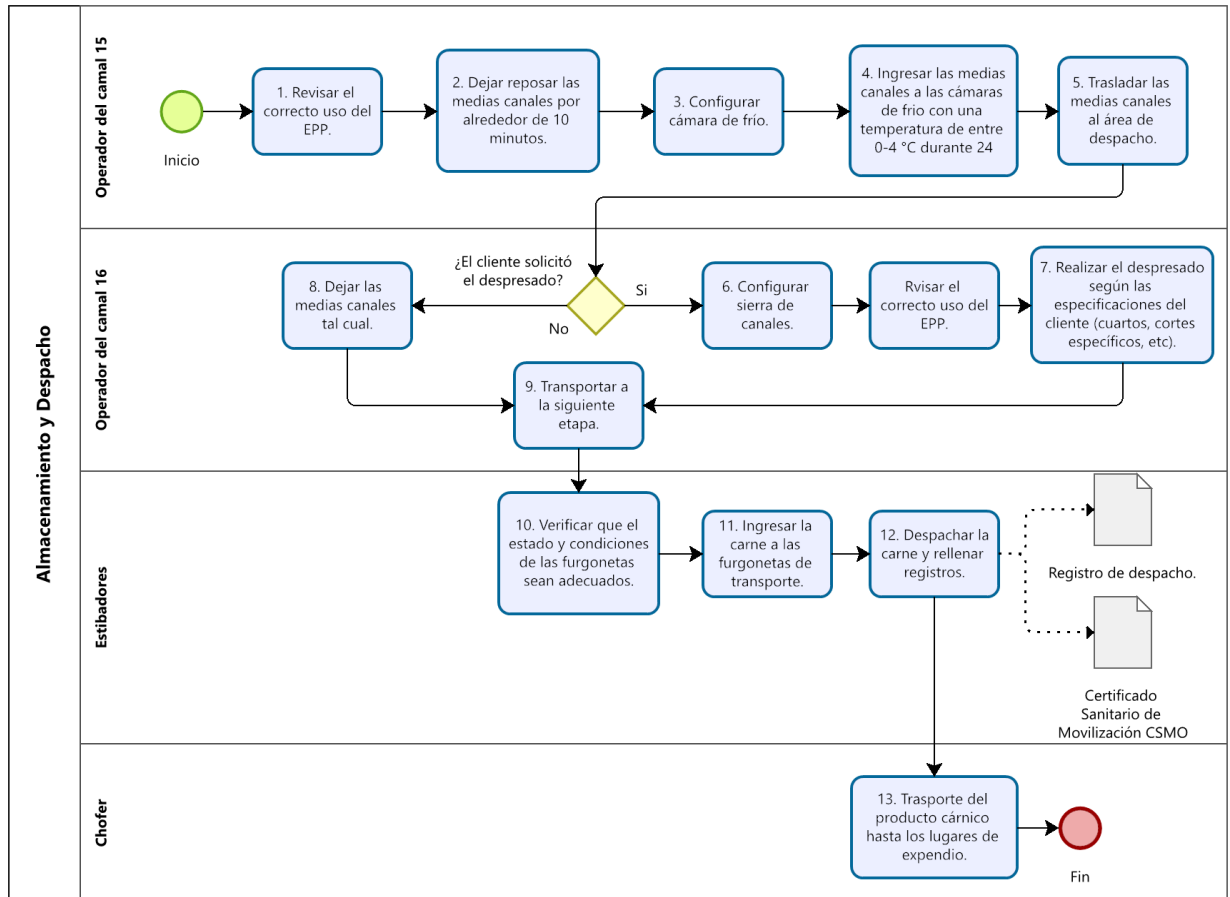 Almacenamiento y Despacho
Operador del camal 15
Inicio
1. Revisar el
correcto uso del
EPP.
2. Dejar reposar las
medias canales por
alrededor de 10
minutos.
3. Configurar
cámara de frío.
4. Ingresar las medias
canales a las cámaras
de frio con una
temperatura de entre
0-4 °C durante 24
5. Trasladar las
medias canales
al área de
despacho.
Operador del camal 16
¿El cliente solicitó
el despresado?
Si
No
8. Dejar las
medias canales
tal cual.
6. Configurar
sierra de
canales.
Rvisar el
correcto uso del
EPP.
7. Realizar el despresado
según las
especificaciones del
cliente (cuartos, cortes
específicos, etc).
9. Transportar a
la siguiente
etapa.
Estibadores
10. Verificar que el
estado y condiciones
de las furgonetas
sean adecuados.
11. Ingresar la
carne a las
furgonetas de
transporte.
12. Despachar la
carne y rellenar
registros.
Registro de despacho.
Certificado
Sanitario de
Movilización CSMO
Chofer
13. Trasporte del
producto cárnico
hasta los lugares de
expendio.
Fin